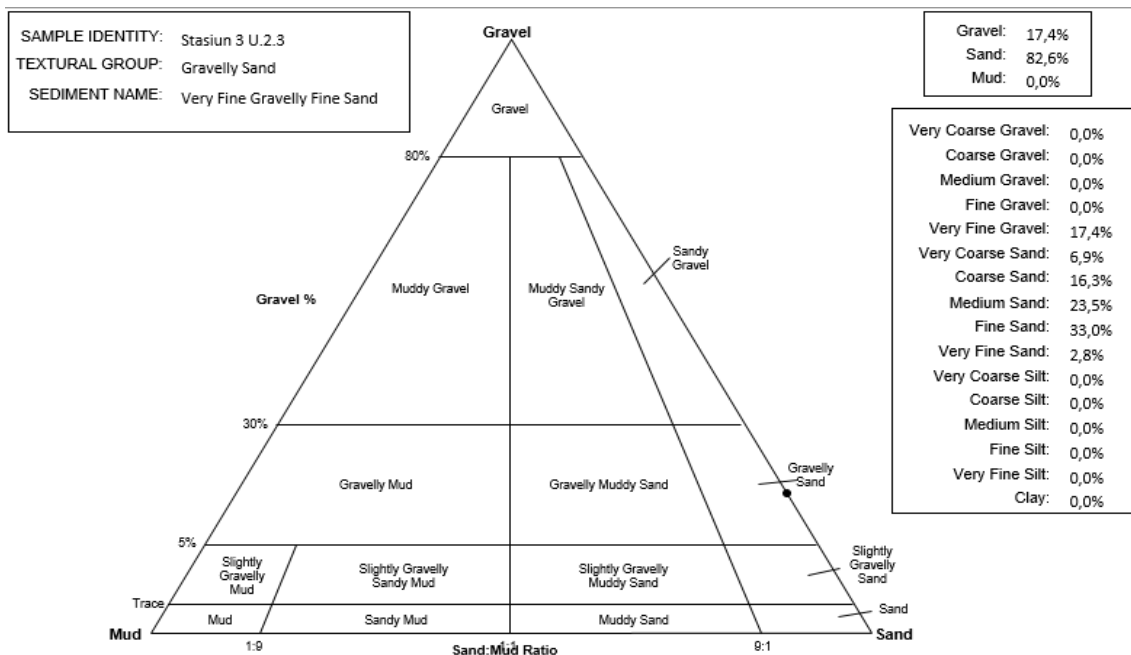 SAMPLE IDENTITY: Stasiun 3 U.2.3
TEXTURAL GROUP: Gravelly Sand
SEDIMENT NAME: Very Fine Gravelly Fine Sand
Gravel: 17,4%
Sand: 82,6%
Mud: 0,0%
Very Coarse Gravel: 0,0%
Coarse Gravel: 0,0%
Medium Gravel: 0,0%
Fine Gravel: 0,0%
Very Fine Gravel: 17,4%
Very Coarse Sand: 6,9%
Coarse Sand: 16,3%
Medium Sand: 23,5%
Fine Sand: 33,0%
Very Fine Sand: 2,8%
Very Coarse Silt: 0,0%
Coarse Silt: 0,0%
Medium Silt: 0,0%
Fine Silt: 0,0%
Very Fine Silt: 0,0%
Clay: 0,0%
Gravel
Gravel
80%
Sandy
Gravel
Muddy Gravel
Muddy Sandy
Gravel
Gravel %
30%
Gravelly Mud
Gravelly Muddy Sand
Gravelly
Sand
5%
Slightly
Gravelly
Mud
Slightly Gravelly
Sandy Mud
Slightly Gravelly
Muddy Sand
Slightly
Gravelly
Sand
Trace
Mud
Sandy Mud
Muddy Sand
Sand
Mud
Sand
1:9
1:1
9:1
Sand:Mud Ratio